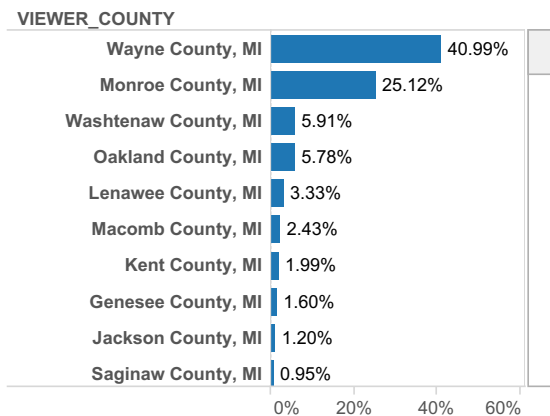 VIEWER_COUNTY
Wayne County, MI 40.99%
Monroe County, MI 25.12%
Washtenaw County, MI 5.91%
Oakland County, MI 5.78%
Lenawee County, MI 3.33%
Macomb County, MI 2.43%
Kent County, MI 1.99%
Genesee County, MI 1.60%
Jackson County, MI 1.20%
Saginaw County, MI 0.95%
0% 20% 40% 60%